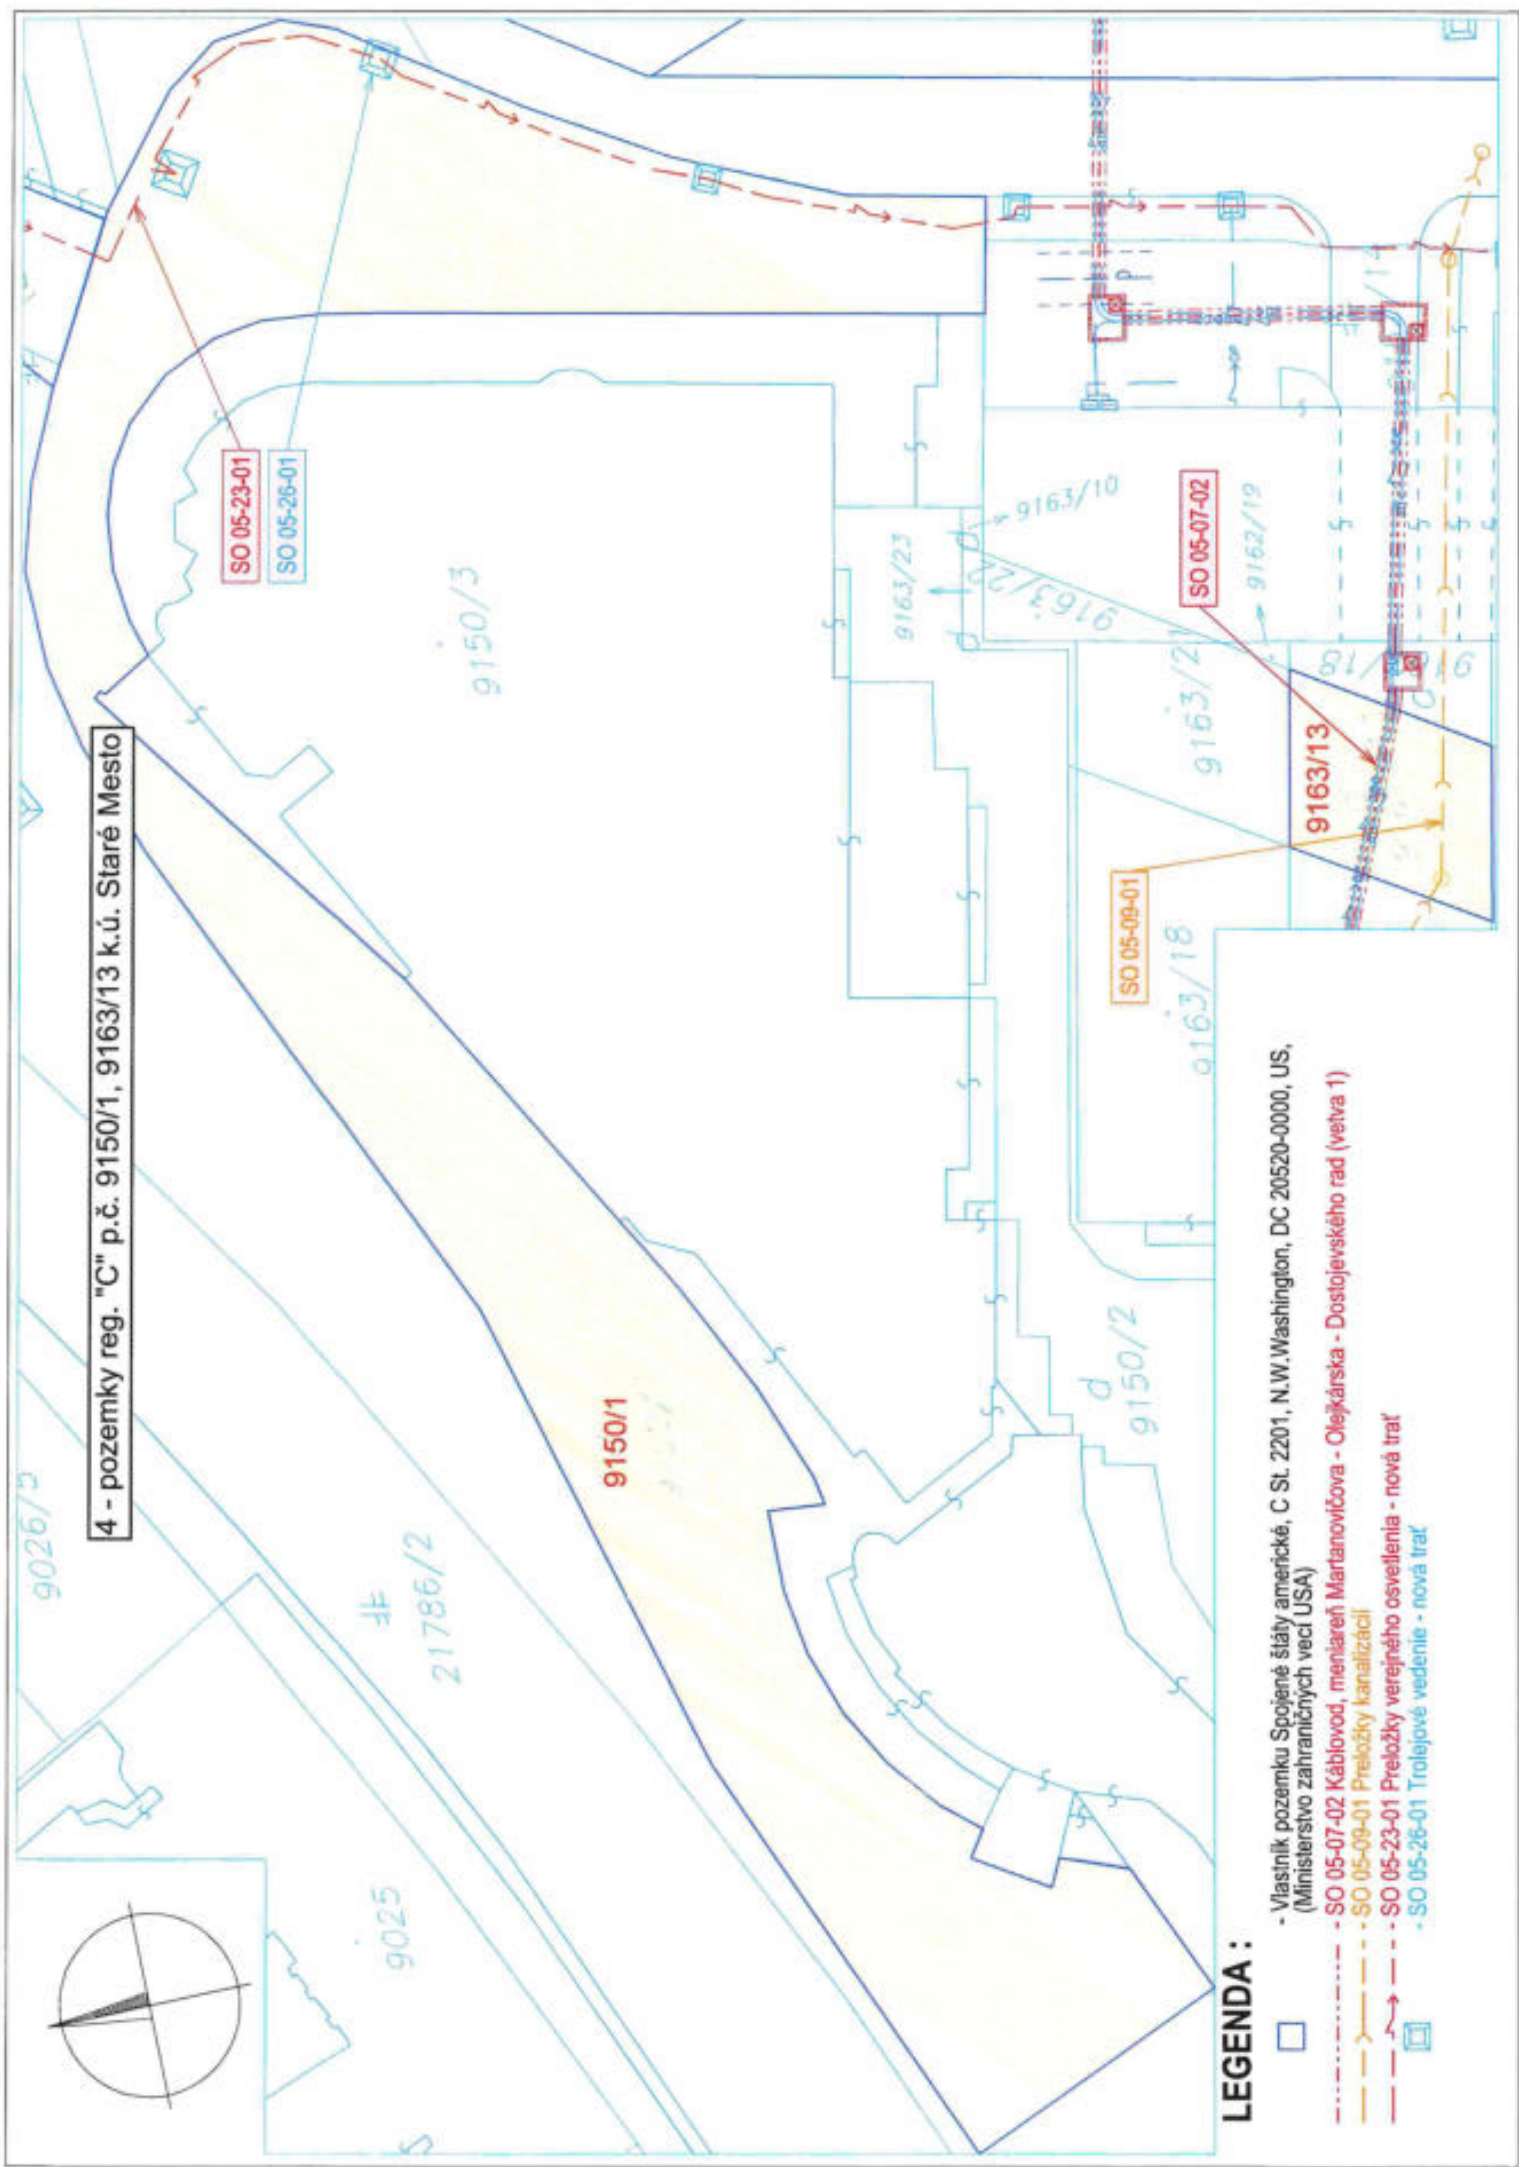 4 - pozemky reg. "C" p.č. 9150/1, 9163/13 k.ú. Staré Mesto
9026/5
21786/2
9025
SO 05-23-01
SO 05-26-01
9150/3
9150/1
9150/2
9163/23
9163/10
9163/22
9162/19
9163/21
9163/18
SO 05-07-02
SO 05-09-01
9163/13
LEGENDA :
- Vlastník pozemku Spojené štáty americké, C St. 2201, N.W.Washington, DC 20520-0000, US,
(Ministerstvo zahraničných vecí USA)
- SO 05-07-02 Káblovod, meniareň Martanovičova - Olejkárska - Dostojevského rad (vetva 1)
- SO 05-09-01 Preložky kanalizácií
- SO 05-23-01 Preložky verejného osvetlenia - nová trať
- SO 05-26-01 Trolejové vedenie - nová trať